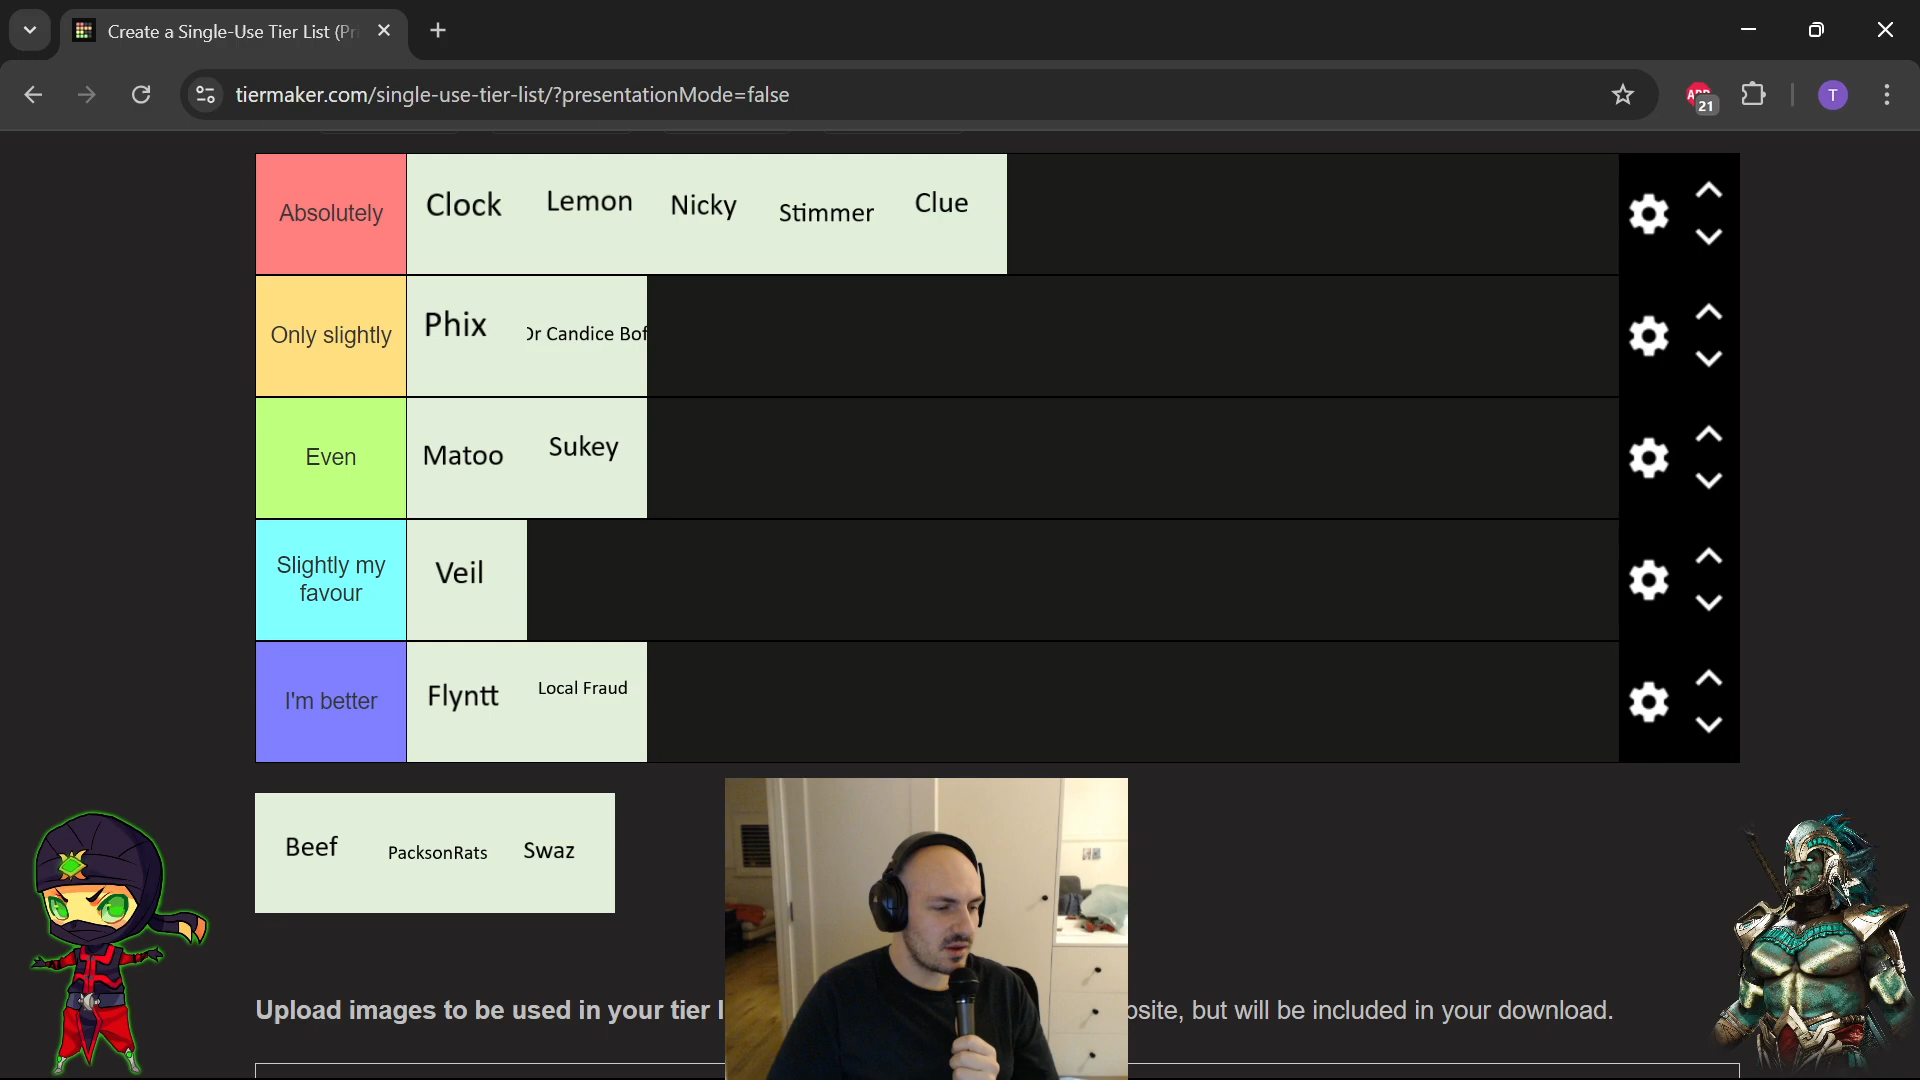 Create a Single-Use Tier List (Pr
tiermaker.com/single-use-tier-list/?presentationMode=false
21
T
Absolutely
Clock
Lemon
Nicky
Stimmer
Clue
Only slightly
Phix
Dr Candice Bof
Even
Matoo
Sukey
Slightly my
favour
Veil
I'm better
Flyntt
Local Fraud
Beef
PacksonRats
Swaz
Upload images to be used in your tier l
bsite, but will be included in your download.